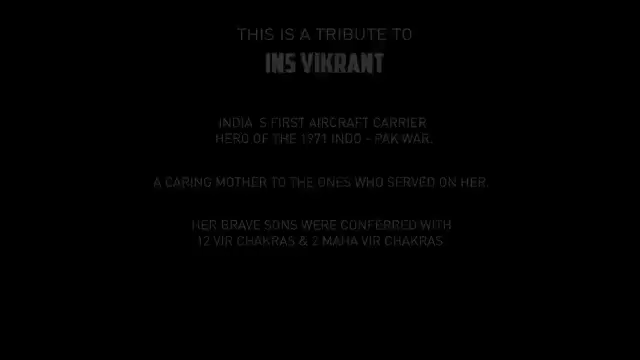 THIS IS A TRIBUTE TO
INS VIKRANT
INDIA S FIRST AIRCRAFT CARRIER
HERO OF THE 1971 INDO - PAK WAR.
A CARING MOTHER TO THE ONES WHO SERVED ON HER.
HER BRAVE SONS WERE CONFERRED WITH
12 VIR CHAKRAS & 2 MAHA VIR CHAKRAS